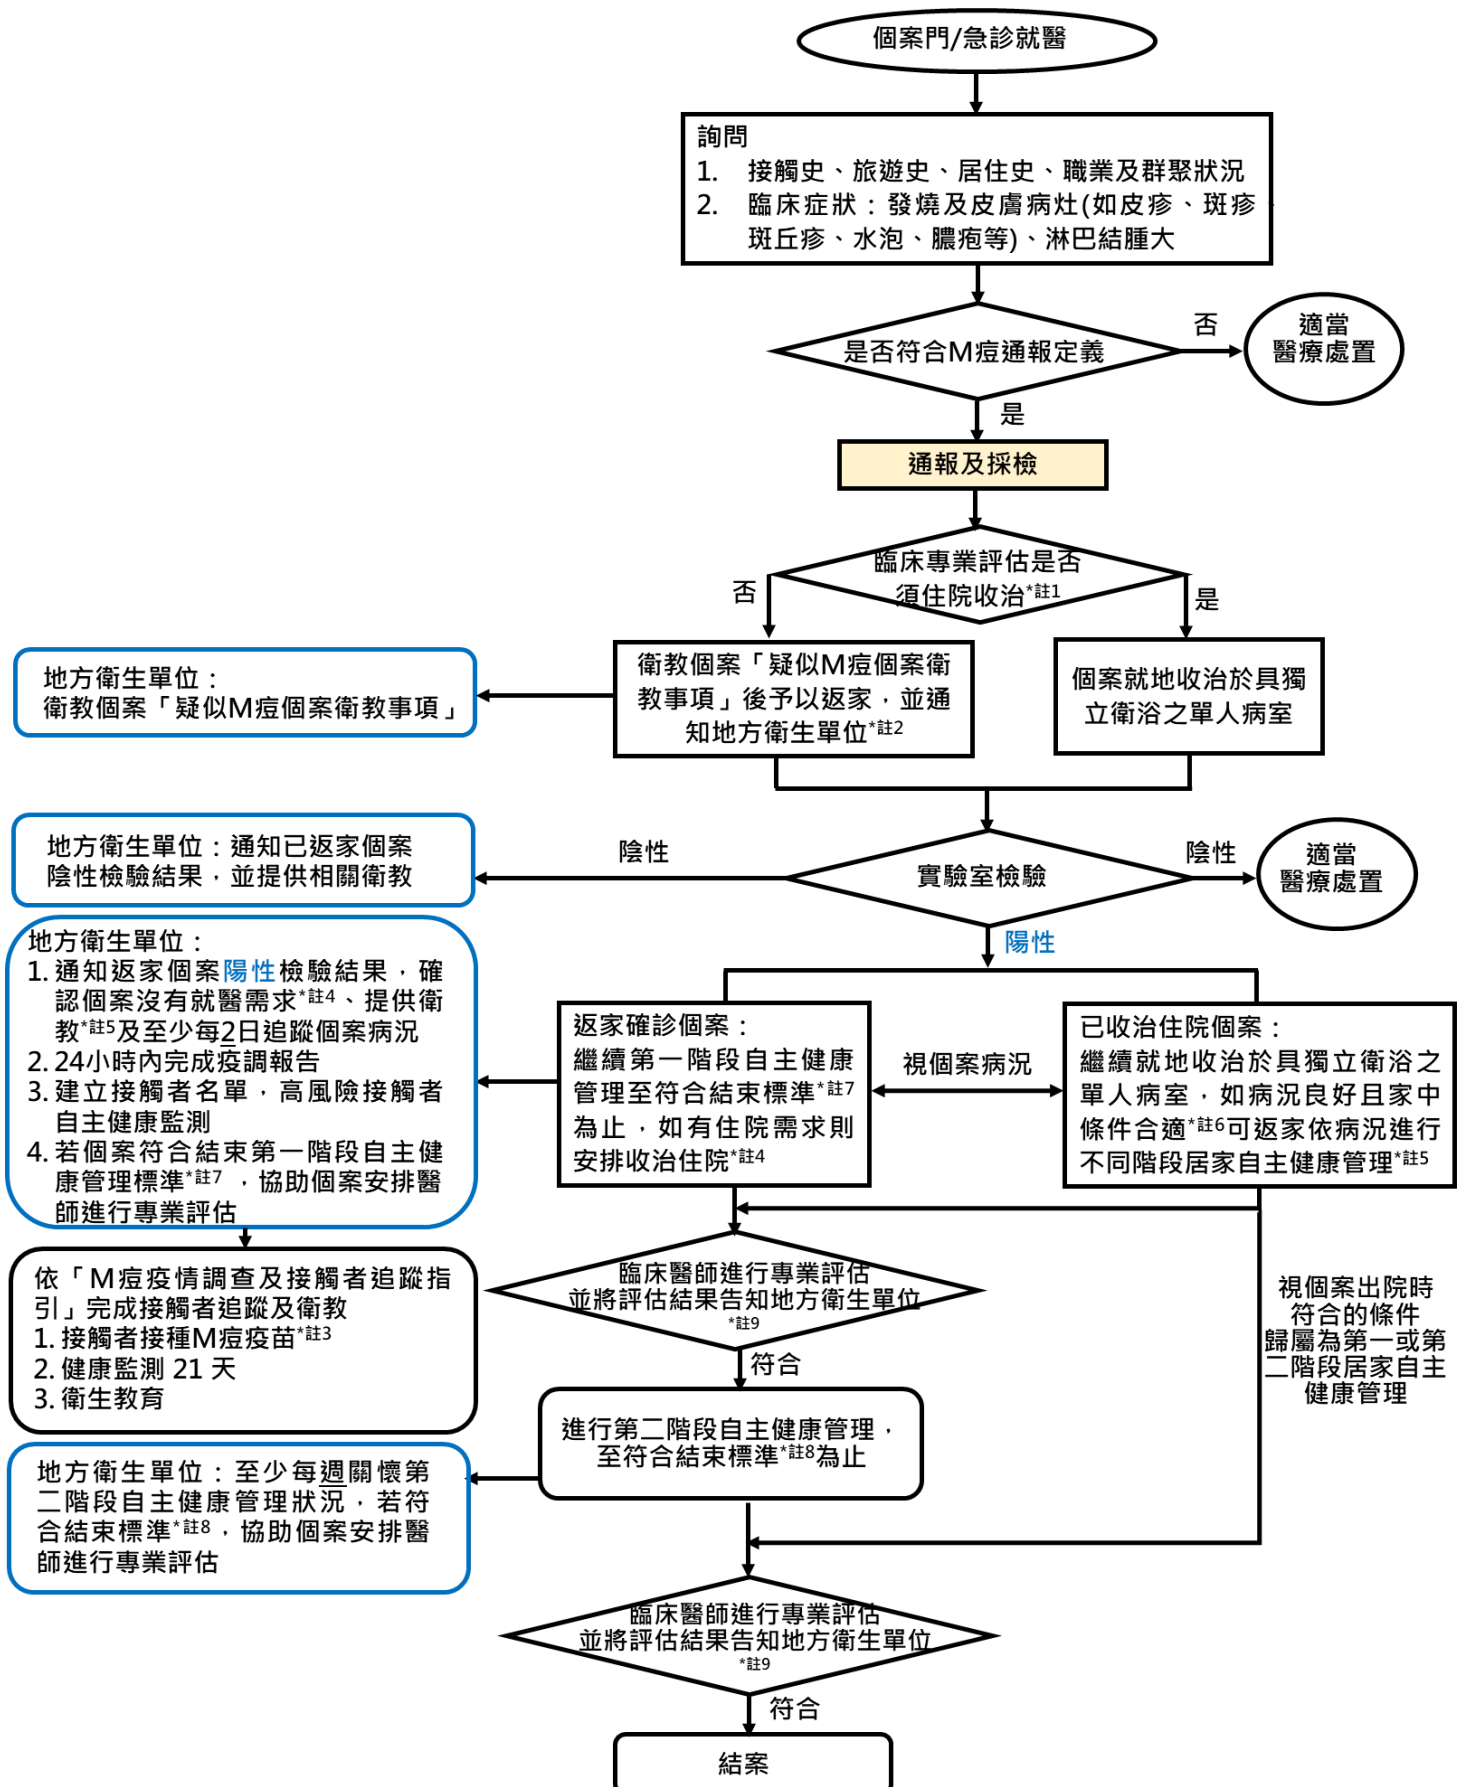 個案門/急診就醫
詢問
1. 接觸史、旅遊史、居住史、職業及群聚狀況
2. 臨床症狀：發燒及皮膚病灶(如皮疹、斑疹
斑丘疹、水泡、膿疱等)、淋巴結腫大
是否符合M痘通報定義
否
適當
醫療處置
是
通報及採檢
臨床專業評估是否
須住院收治*註1
否
是
地方衛生單位：
衛教個案「疑似M痘個案衛教事項」
衛教個案「疑似M痘個案衛
教事項」後予以返家，並通
知地方衛生單位*註2
個案就地收治於具獨
立衛浴之單人病室
地方衛生單位：通知已返家個案
陰性檢驗結果，並提供相關衛教
陰性
實驗室檢驗
陰性
適當
醫療處置
陽性
地方衛生單位：
1. 通知返家個案陽性檢驗結果，確
認個案沒有就醫需求*註4、提供衛
教*註5及至少每2日追蹤個案病況
2. 24小時內完成疫調報告
3. 建立接觸者名單，高風險接觸者
自主健康監測
4. 若個案符合結束第一階段自主健
康管理標準*註7，協助個案安排醫
師進行專業評估
返家確診個案：
繼續第一階段自主健康
管理至符合結束標準*註7
為止，如有住院需求則
安排收治住院*註4
視個案病況
已收治住院個案：
繼續就地收治於具獨立衛浴之
單人病室，如病況良好且家中
條件合適*註6可返家依病況進行
不同階段居家自主健康管理*註5
依「M痘疫情調查及接觸者追蹤指
引」完成接觸者追蹤及衛教
1. 接觸者接種M痘疫苗*註3
2. 健康監測 21 天
3. 衛生教育
臨床醫師進行專業評估
並將評估結果告知地方衛生單位
*註9
視個案出院時
符合的條件
歸屬為第一或第
二階段居家自主
健康管理
符合
進行第二階段自主健康管理，
至符合結束標準*註8為止
地方衛生單位：至少每週關懷第
二階段自主健康管理狀況，若符
合結束標準*註8，協助個案安排醫
師進行專業評估
臨床醫師進行專業評估
並將評估結果告知地方衛生單位
*註9
符合
結案